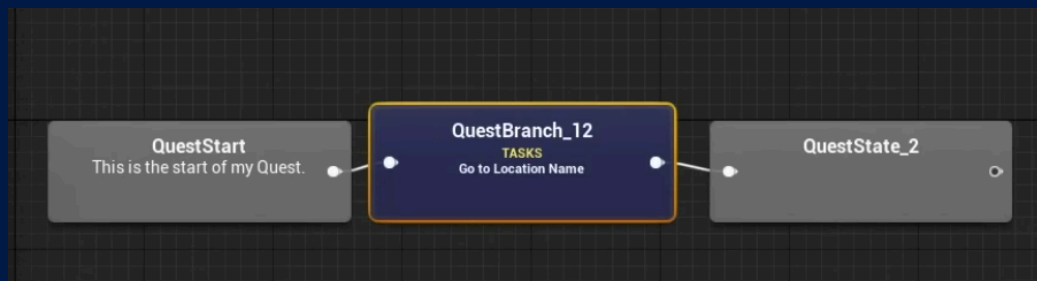 QuestStart
This is the start of my Quest.
QuestBranch_12
TASKS
Go to Location Name
QuestState_2